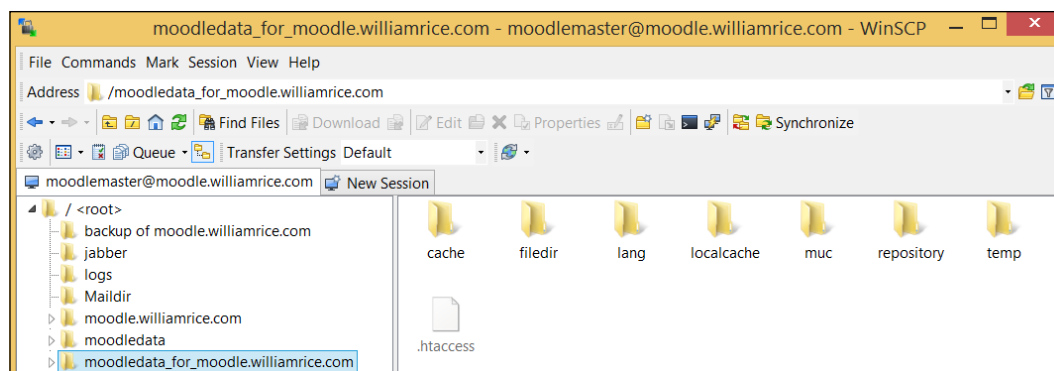 moodledata_for_moodle.williamrice.com - moodlemaster@moodle.williamrice.com - WinSCP
File Commands Mark Session View Help
Address /moodledata_for_moodle.williamrice.com
Find Files Download Edit Properties Synchronize
Queue Transfer Settings Default
moodlemaster@moodle.williamrice.com New Session
/ <root>
backup of moodle.williamrice.com
jabber
logs
Maildir
moodle.williamrice.com
moodledata
moodledata_for_moodle.williamrice.com
cache filedir lang localcache muc repository temp
.htaccess